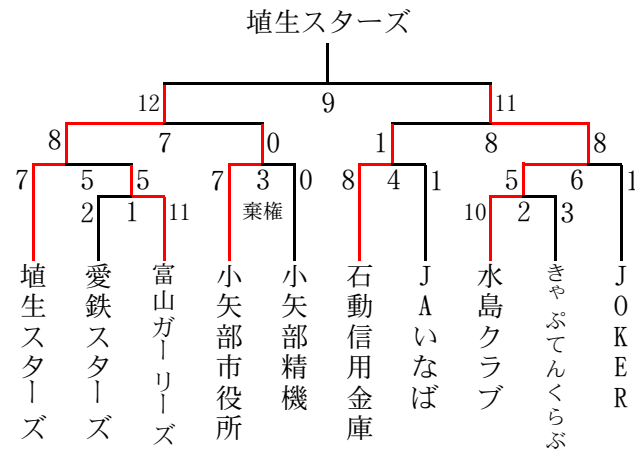 埴生スターズ
12 9 11
8 7 0 1 8 8
7 5 5 7 3 0 8 4 1 5 6 1
2 1 11 棄権 10 2 3
埴生スターズ
愛鉄スターズ
富山ガーリーズ
小矢部市役所
小矢部精機
石動信用金庫
JAいなば
水島クラブ
きゃぷてんくらぶ
JOKER